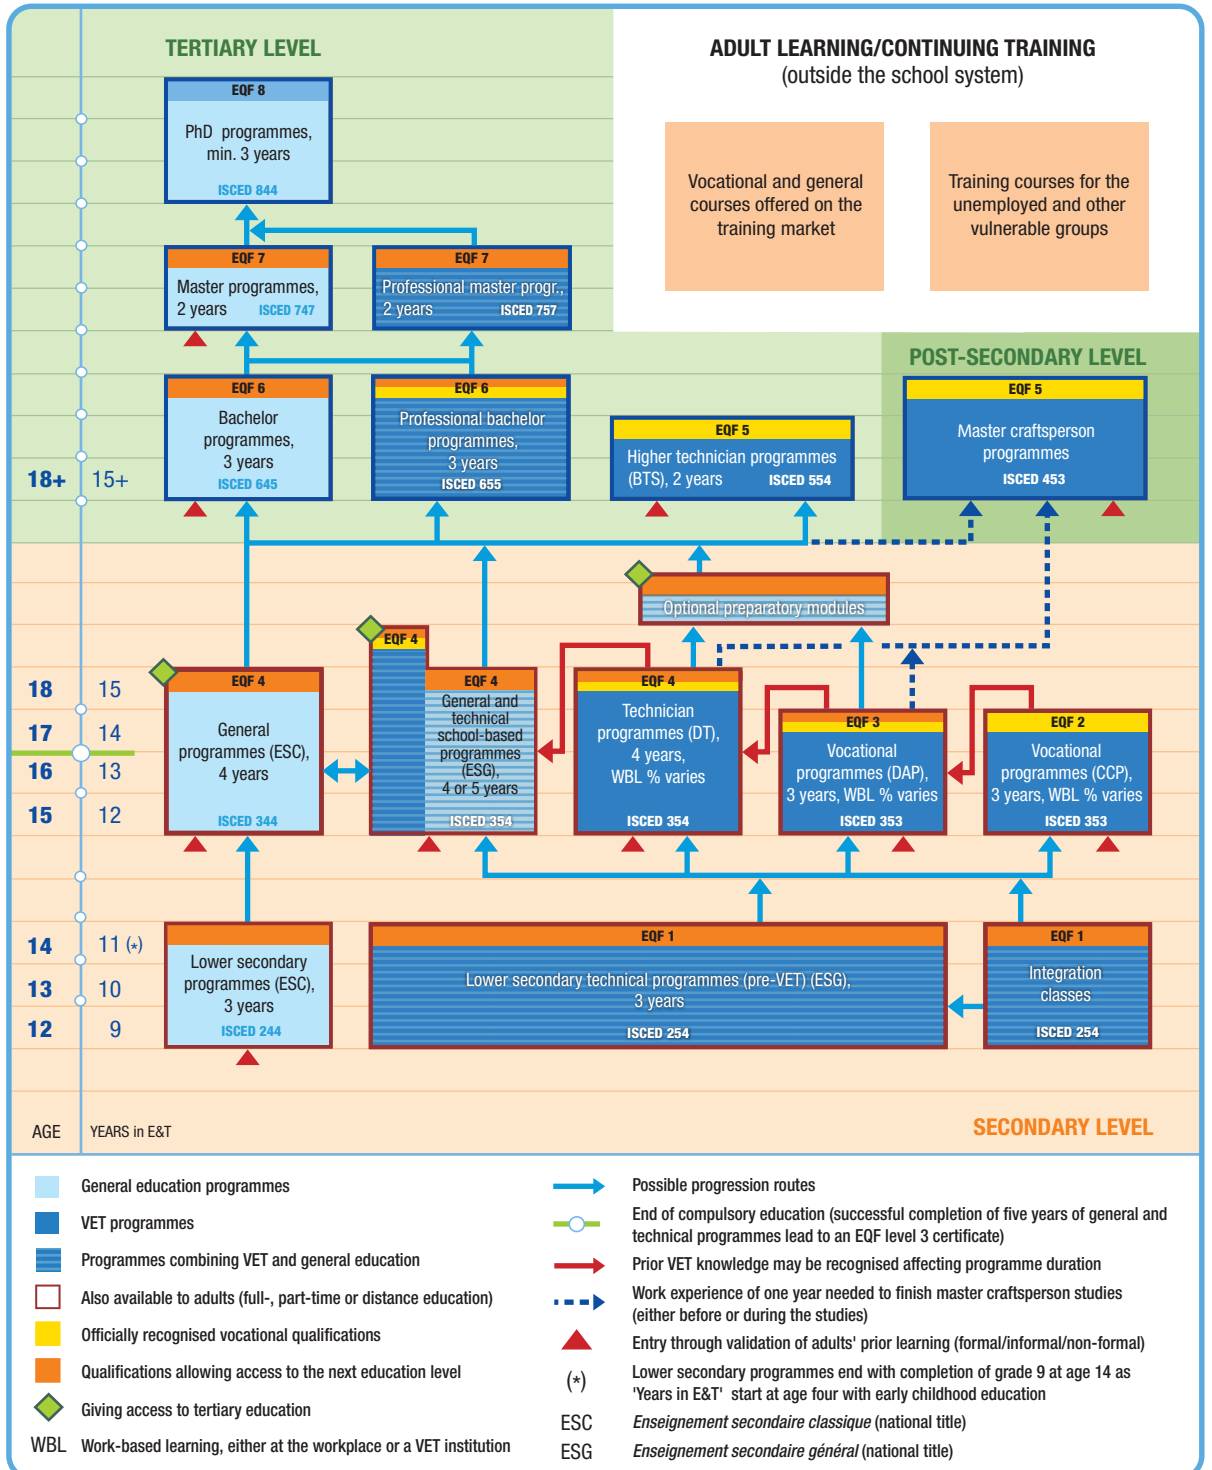 TERTIARY LEVEL
ADULT LEARNING/CONTINUING TRAINING
(outside the school system)
EQF 8
PhD programmes,
min. 3 years
ISCED 844
Vocational and general
courses offered on the
training market
Training courses for the
unemployed and other
vulnerable groups
EQF 7
Master programmes,
2 years
ISCED 747
EQF 7
Professional master progr.,
2 years
ISCED 757
POST-SECONDARY LEVEL
EQF 6
Bachelor
programmes,
3 years
ISCED 645
EQF 6
Professional bachelor
programmes,
3 years
ISCED 655
EQF 5
Higher technician programmes
(BTS), 2 years
ISCED 554
EQF 5
Master craftsperson
programmes
ISCED 453
18+
15+
Optional preparatory modules
18
15
17
14
16
13
15
12
EQF 4
General
programmes (ESC),
4 years
ISCED 344
EQF 4
EQF 4
General and
technical
school-based
programmes
(ESG),
4 or 5 years
ISCED 354
EQF 4
Technician
programmes (DT),
4 years,
WBL % varies
ISCED 354
EQF 3
Vocational
programmes (DAP),
3 years, WBL % varies
ISCED 353
EQF 2
Vocational
programmes (CCP),
3 years, WBL % varies
ISCED 353
14
11 (*)
13
10
12
9
Lower secondary
programmes (ESC),
3 years
ISCED 244
EQF 1
Lower secondary technical programmes (pre-VET) (ESG),
3 years
ISCED 254
EQF 1
Integration
classes
ISCED 254
AGE
YEARS in E&T
SECONDARY LEVEL
General education programmes
VET programmes
Programmes combining VET and general education
Also available to adults (full-, part-time or distance education)
Officially recognised vocational qualifications
Qualifications allowing access to the next education level
Giving access to tertiary education
WBL
Work-based learning, either at the workplace or a VET institution
Possible progression routes
End of compulsory education (successful completion of five years of general and
technical programmes lead to an EQF level 3 certificate)
Prior VET knowledge may be recognised affecting programme duration
Work experience of one year needed to finish master craftsperson studies
(either before or during the studies)
Entry through validation of adults' prior learning (formal/informal/non-formal)
(*)
Lower secondary programmes end with completion of grade 9 at age 14 as
'Years in E&T' start at age four with early childhood education
ESC
Enseignement secondaire classique (national title)
ESG
Enseignement secondaire général (national title)